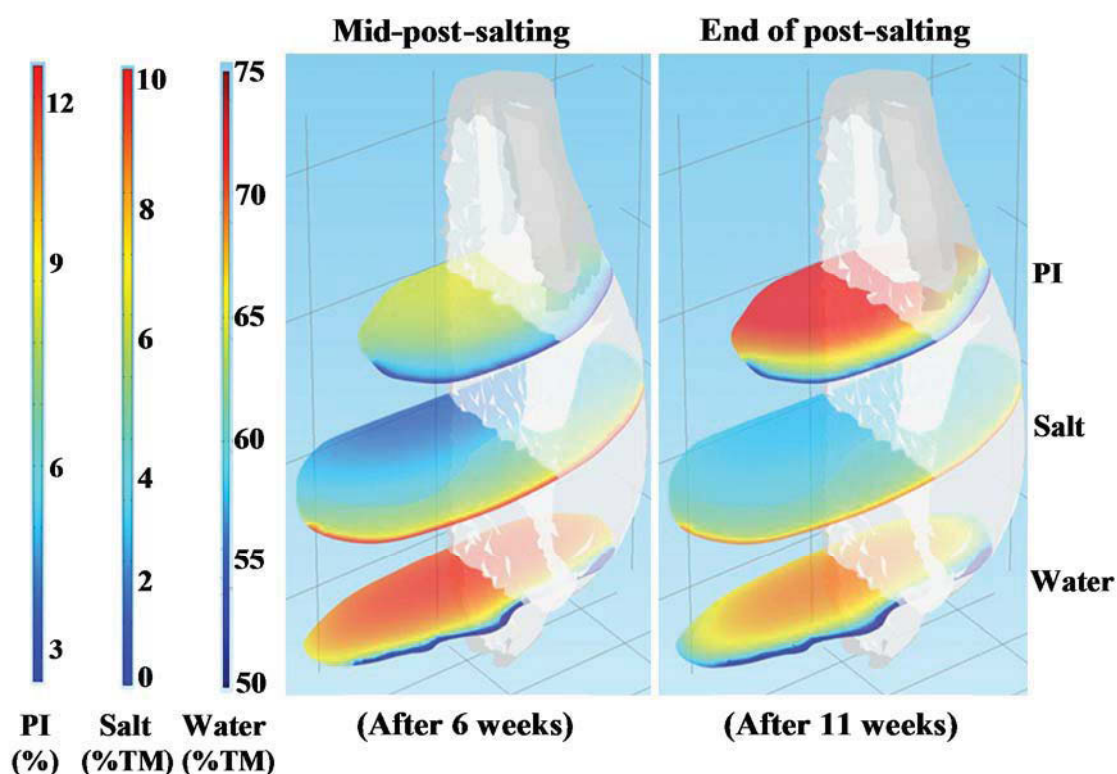 Mid-post-salting
End of post-salting
12
9
6
3
10
8
6
4
2
0
75
70
65
60
55
50
PI
Salt
Water
PI
(%)
Salt
(%TM)
Water
(%TM)
(After 6 weeks)
(After 11 weeks)